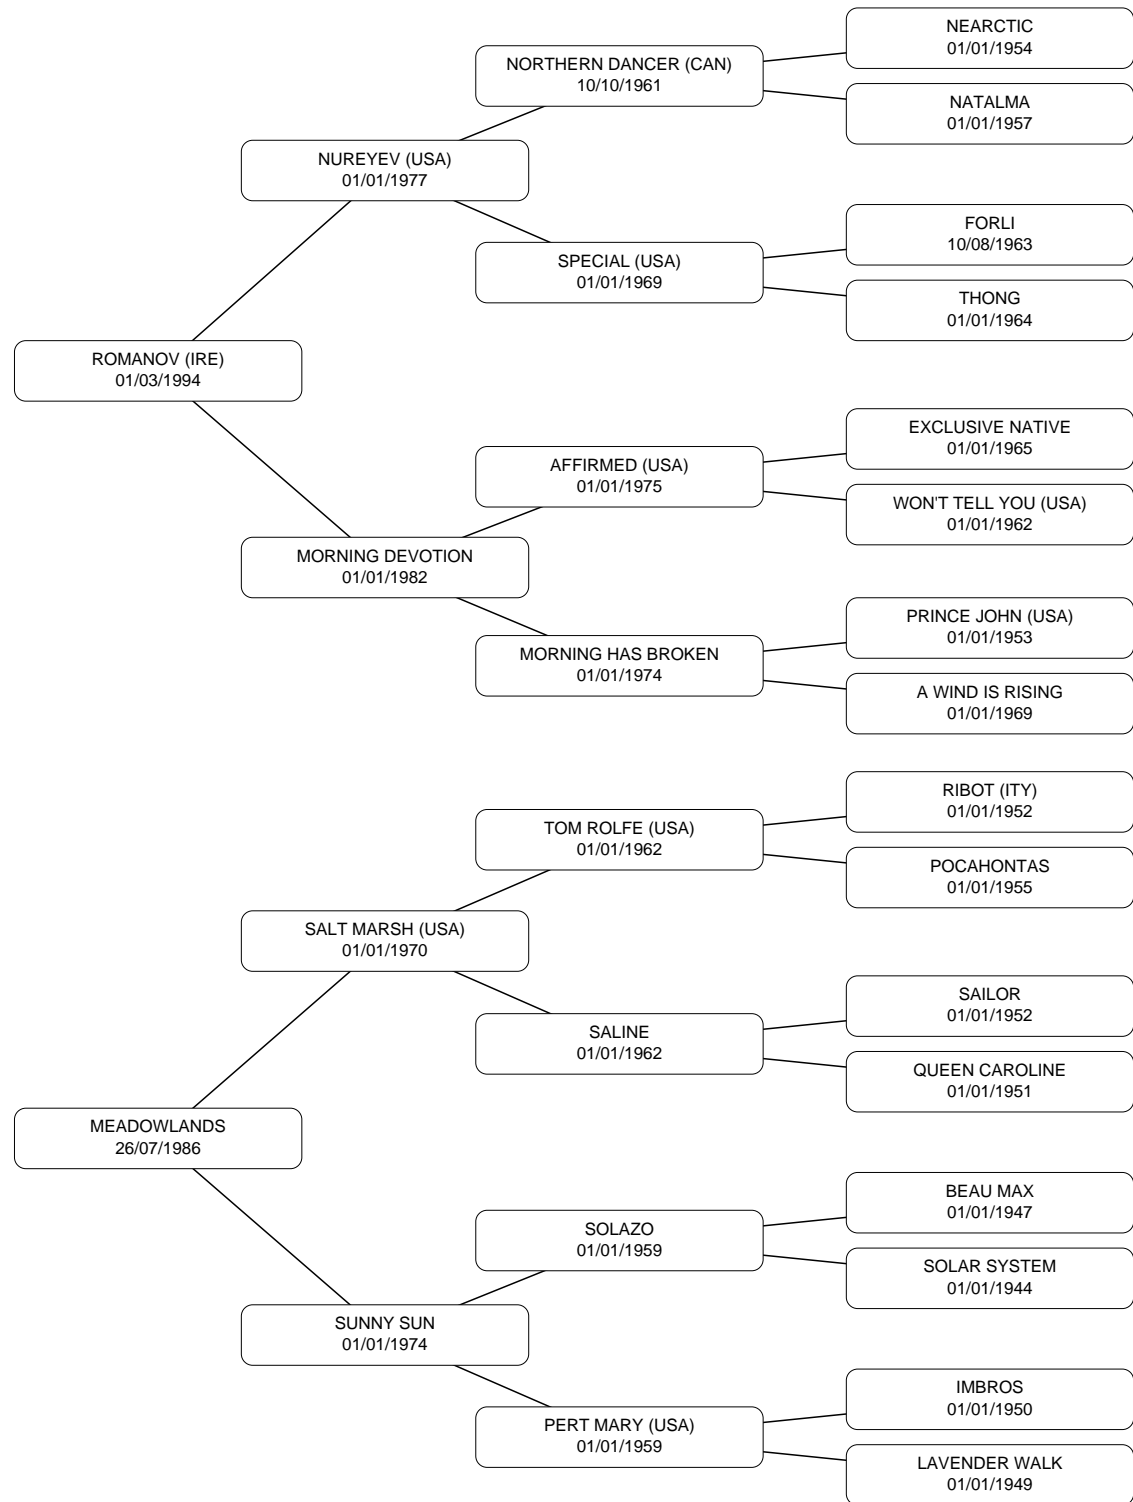 NEARCTIC
01/01/1954
NORTHERN DANCER (CAN)
10/10/1961
NATALMA
01/01/1957
NUREYEV (USA)
01/01/1977
FORLI
10/08/1963
SPECIAL (USA)
01/01/1969
THONG
01/01/1964
ROMANOV (IRE)
01/03/1994
EXCLUSIVE NATIVE
01/01/1965
AFFIRMED (USA)
01/01/1975
WON'T TELL YOU (USA)
01/01/1962
MORNING DEVOTION
01/01/1982
PRINCE JOHN (USA)
01/01/1953
MORNING HAS BROKEN
01/01/1974
A WIND IS RISING
01/01/1969
RIBOT (ITY)
01/01/1952
TOM ROLFE (USA)
01/01/1962
POCAHONTAS
01/01/1955
SALT MARSH (USA)
01/01/1970
SAILOR
01/01/1952
SALINE
01/01/1962
QUEEN CAROLINE
01/01/1951
MEADOWLANDS
26/07/1986
BEAU MAX
01/01/1947
SOLAZO
01/01/1959
SOLAR SYSTEM
01/01/1944
SUNNY SUN
01/01/1974
IMBROS
01/01/1950
PERT MARY (USA)
01/01/1959
LAVENDER WALK
01/01/1949